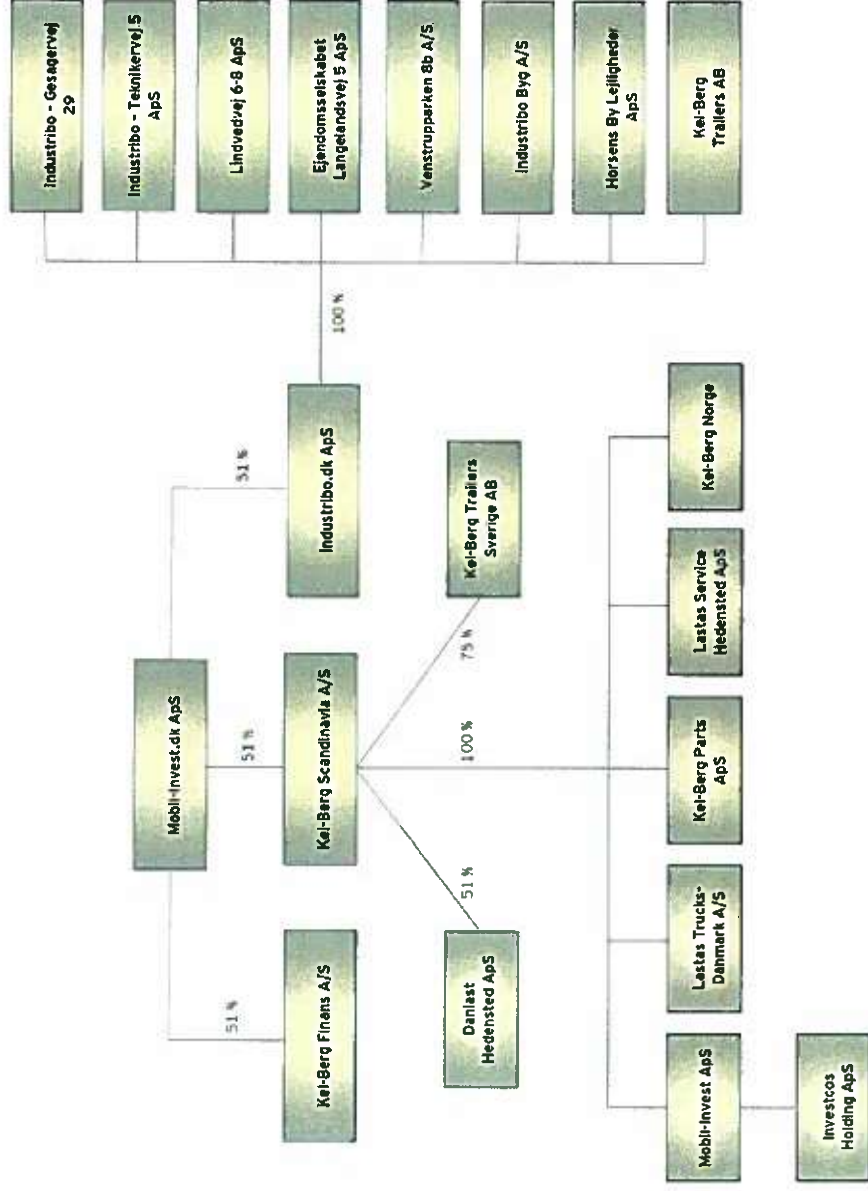 Mobil-Invest.dk ApS
51 %
51 %
51 %
Kel-Berg Finans A/S
Kel-Berg Scandinavia A/S
Industribo.dk ApS
100 %
Industribo - Gesagervej
29
Industribo - Teknikervej 5
ApS
Lindvedvej 6-8 ApS
Ejendomsselskabet
Langelandsvej 5 ApS
Venstrupparken 8b A/S
Industribo Byg A/S
Horsens By Lejligheder
ApS
Kel-Berg
Trailers AB
51 %
100 %
75 %
Danlast
Hedensted ApS
Kel-Berg Trailers
Sverige AB
Mobil-Invest ApS
Lastas Trucks-
Danmark A/S
Kel-Berg Parts
ApS
Lastas Service
Hedensted ApS
Kel-Berg Norge
Investcos
Holding ApS